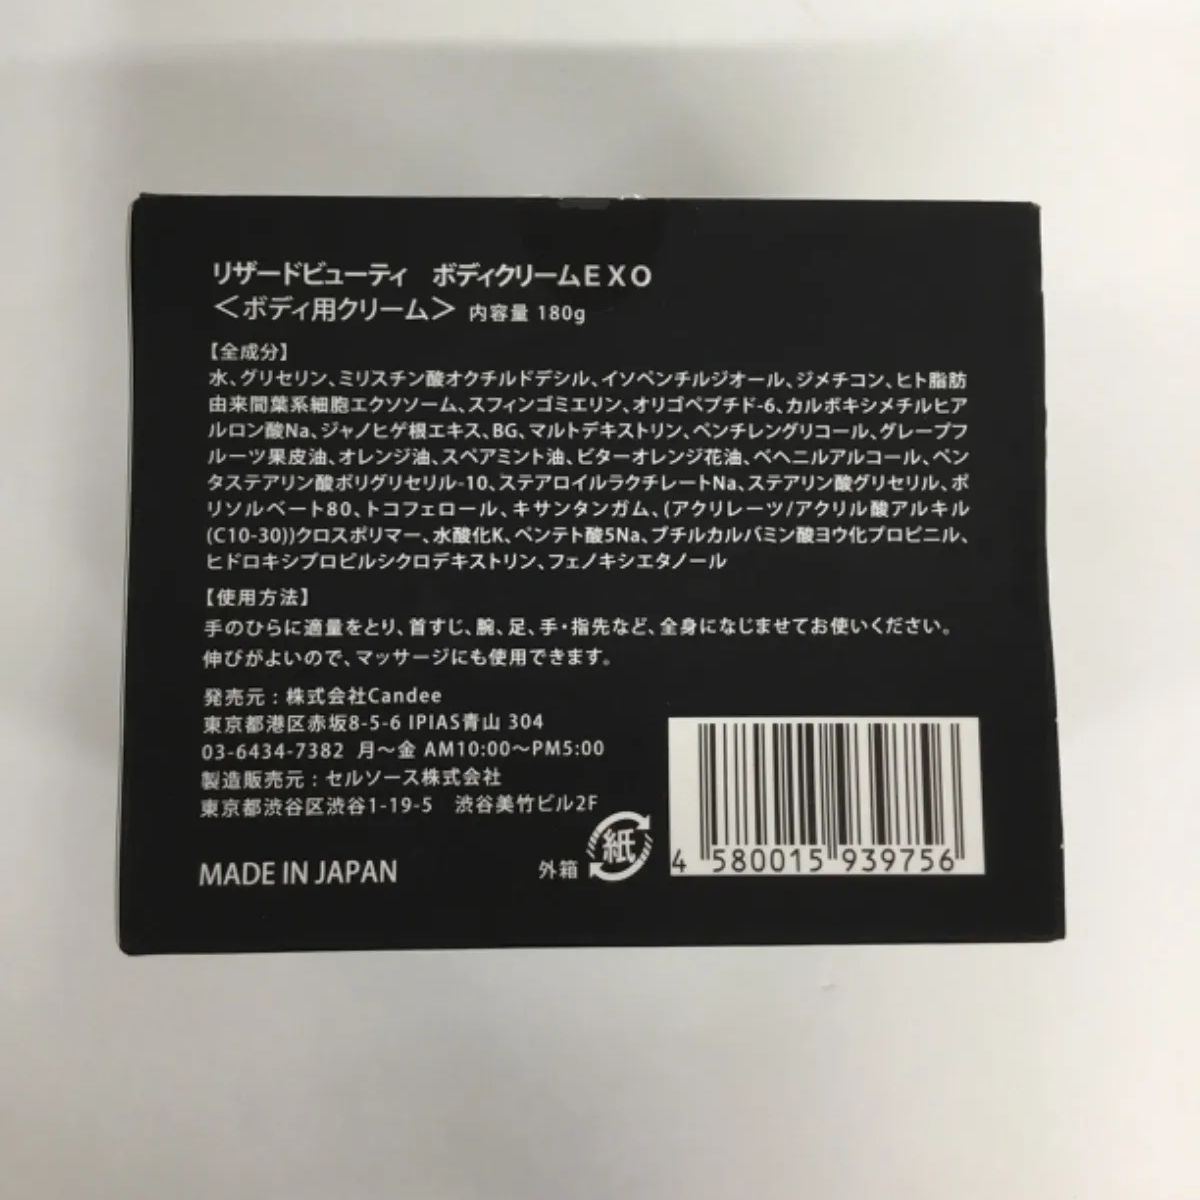 リザードビューティ ボディクリームEXO
＜ボディ用クリーム＞ 内容量 180g
【全成分】
水、グリセリン、ミリスチン酸オクチルドデシル、イソペンチルジオール、ジメチコン、ヒト脂肪
由来間葉系細胞エクソソーム、スフィンゴミエリン、オリゴペプチド-6、カルボキシメチルヒア
ルロン酸Na、ジャノヒゲ根エキス、BG、マルトデキストリン、ペンチレングリコール、グレープフ
ルーツ果皮油、オレンジ油、スペアミント油、ビターオレンジ花油、ベヘニルアルコール、ペン
タステアリン酸ポリグリセリル-10、ステアロイルラクチレートNa、ステアリン酸グリセリル、ポ
リソルベート80、トコフェロール、キサンタンガム、(アクリレーツ/アクリル酸アルキル
(C10-30))クロスポリマー、水酸化K、ペンテト酸5Na、ブチルカルバミン酸ヨウ化プロピニル、
ヒドロキシプロピルシクロデキストリン、フェノキシエタノール
【使用方法】
手のひらに適量をとり、首すじ、腕、足、手・指先など、全身になじませてお使いください。
伸びがよいので、マッサージにも使用できます。
発売元：株式会社Candee
東京都港区赤坂8-5-6 IPIAS青山 304
03-6434-7382 月～金 AM10:00～PM5:00
製造販売元：セルソース株式会社
東京都渋谷区渋谷1-19-5 渋谷美竹ビル2F
MADE IN JAPAN
外箱 紙
4 580015 939756